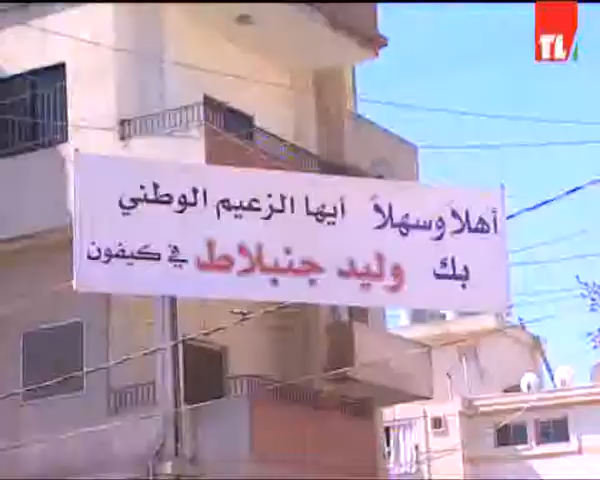 TL
أهلاً وسهلاً أيها الزعيم الوطني
بك وليد جنبلاط في كيفون